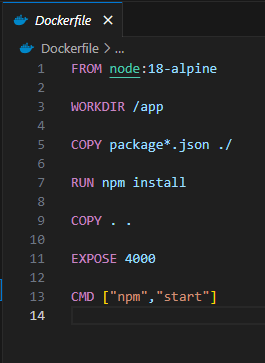 Dockerfile
Dockerfile > ...
1 FROM node:18-alpine
2
3 WORKDIR /app
4
5 COPY package*.json ./
6
7 RUN npm install
8
9 COPY . .
10
11 EXPOSE 4000
12
13 CMD ["npm","start"]
14